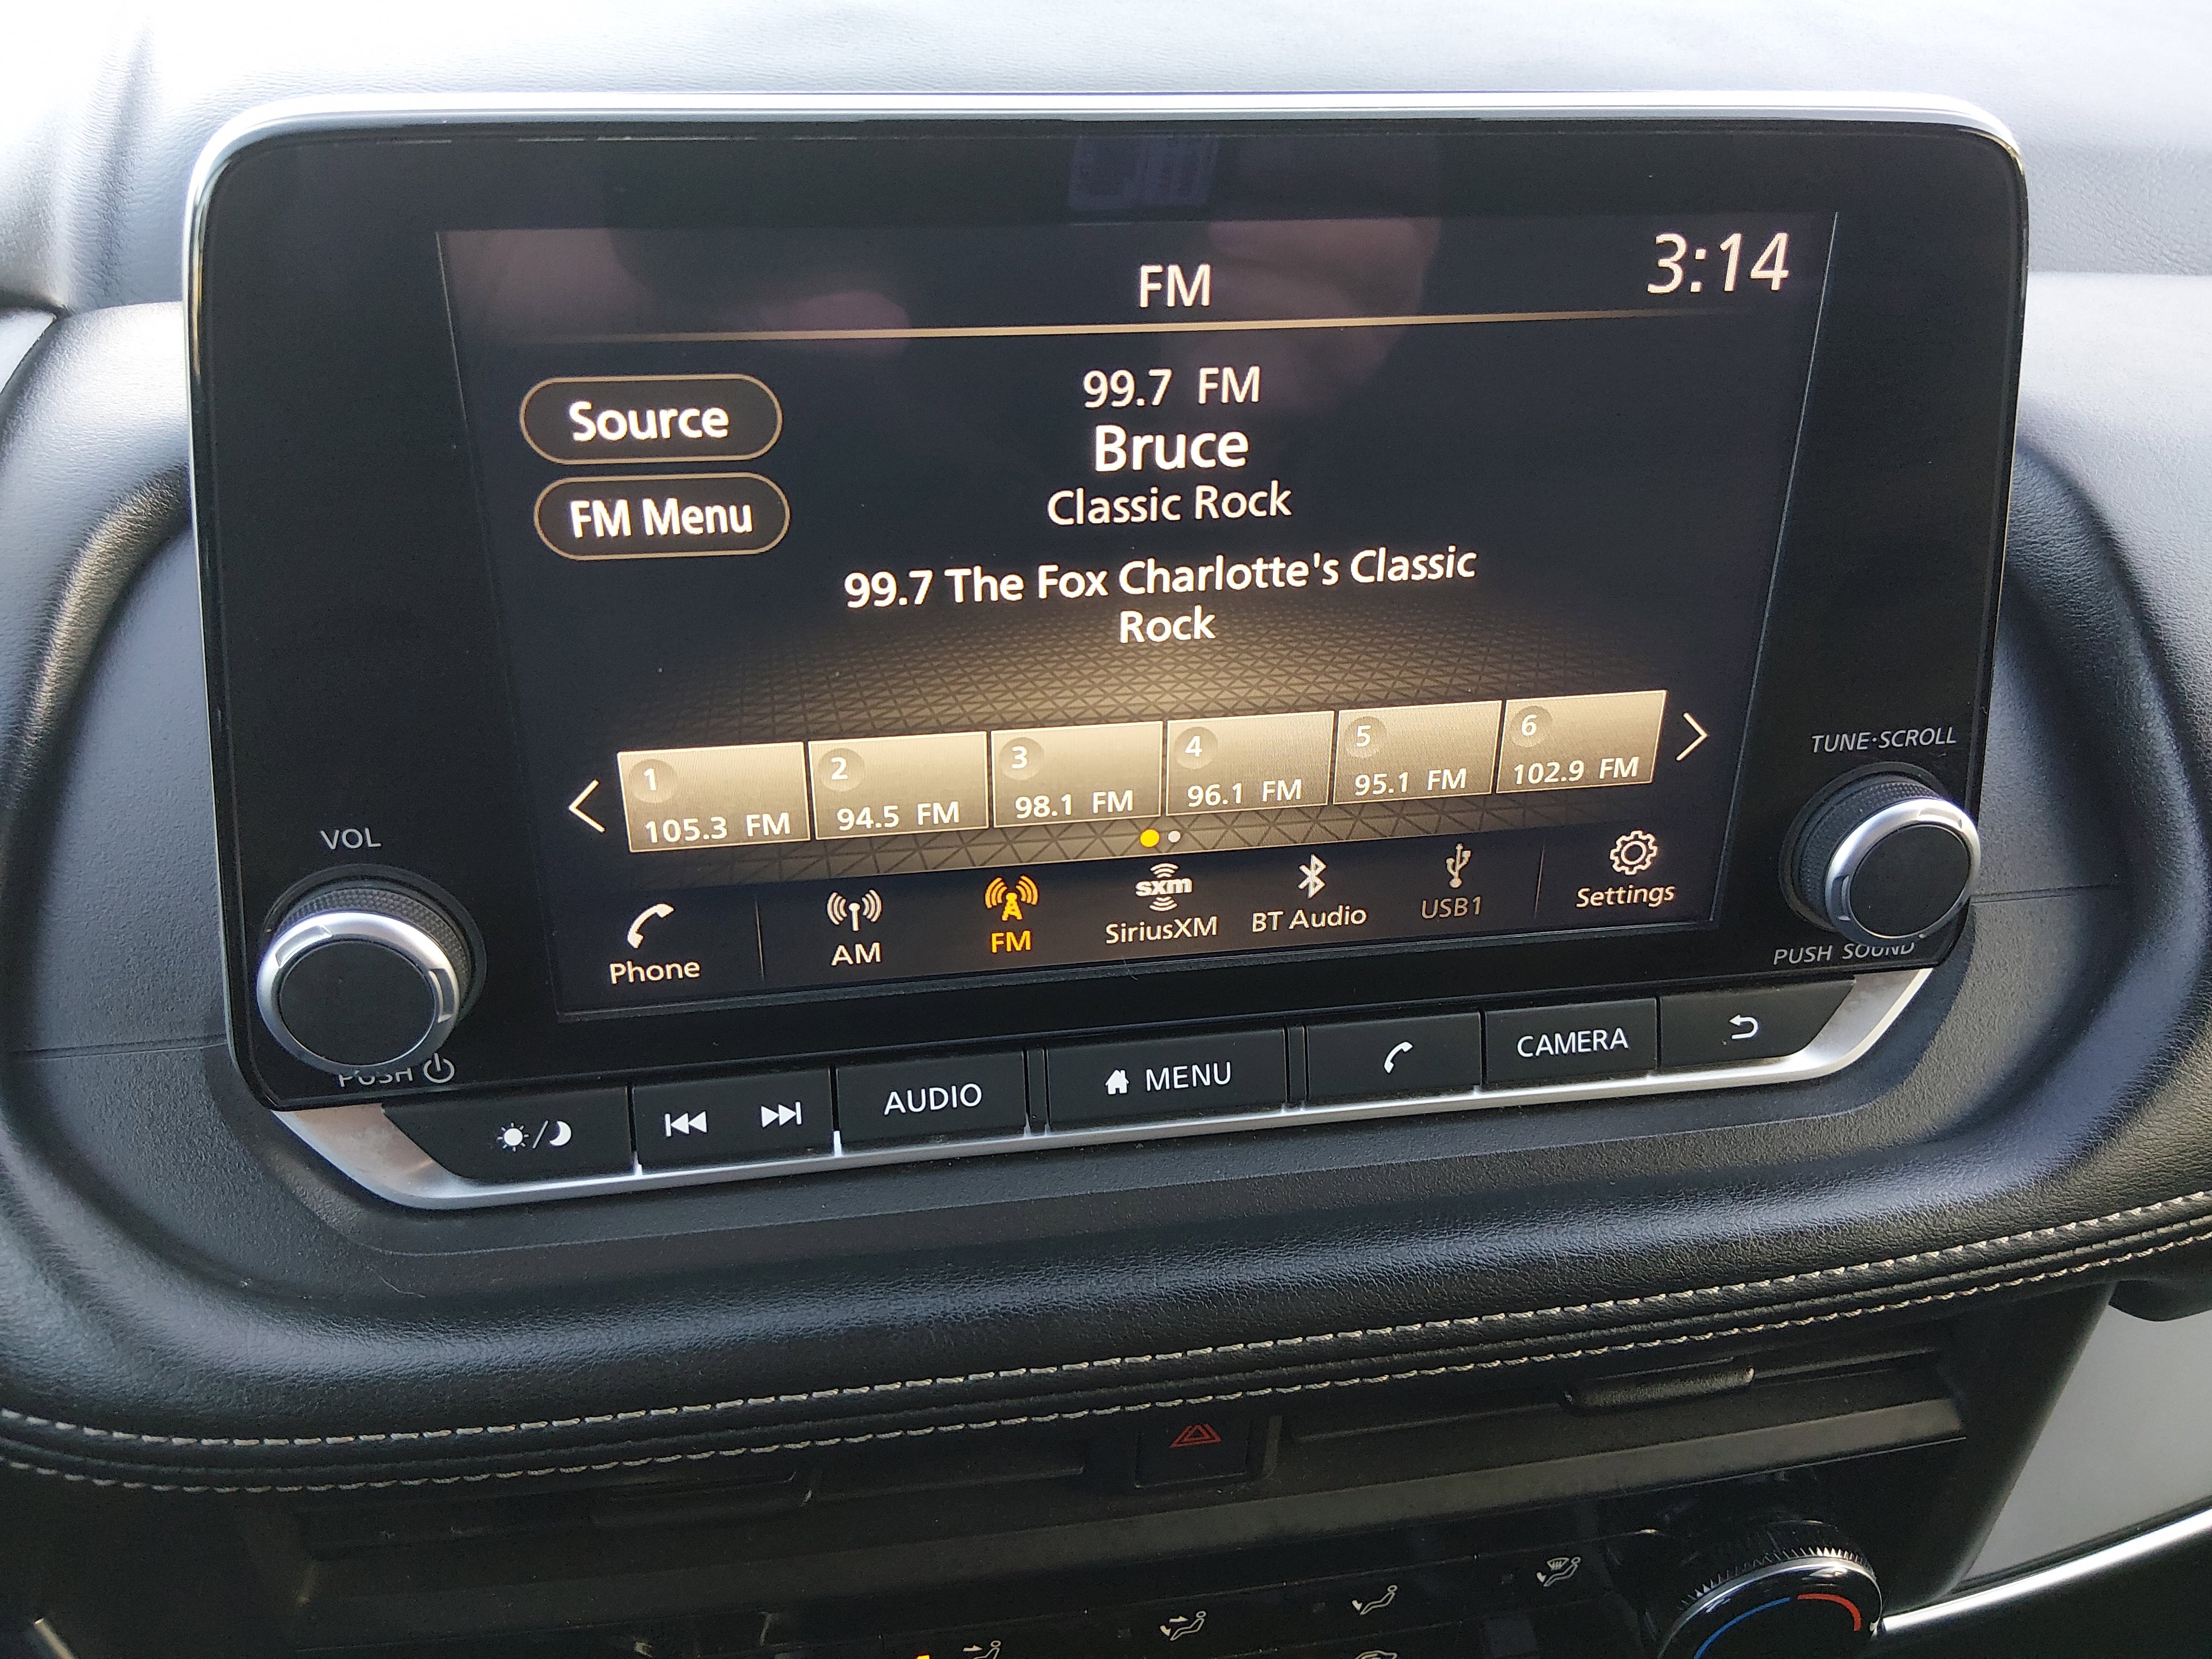 FM
3:14
99.7 FM
Source
Bruce
Classic Rock
FM Menu
99.7 The Fox Charlotte's Classic
Rock
1
105.3 FM
2
94.5 FM
3
98.1 FM
4
96.1 FM
5
95.1 FM
6
102.9 FM
TUNE·SCROLL
VOL
Phone
AM
FM
sxm
SiriusXM
BT Audio
USB1
Settings
PUSH SOUND
PUSH
AUDIO
MENU
CAMERA